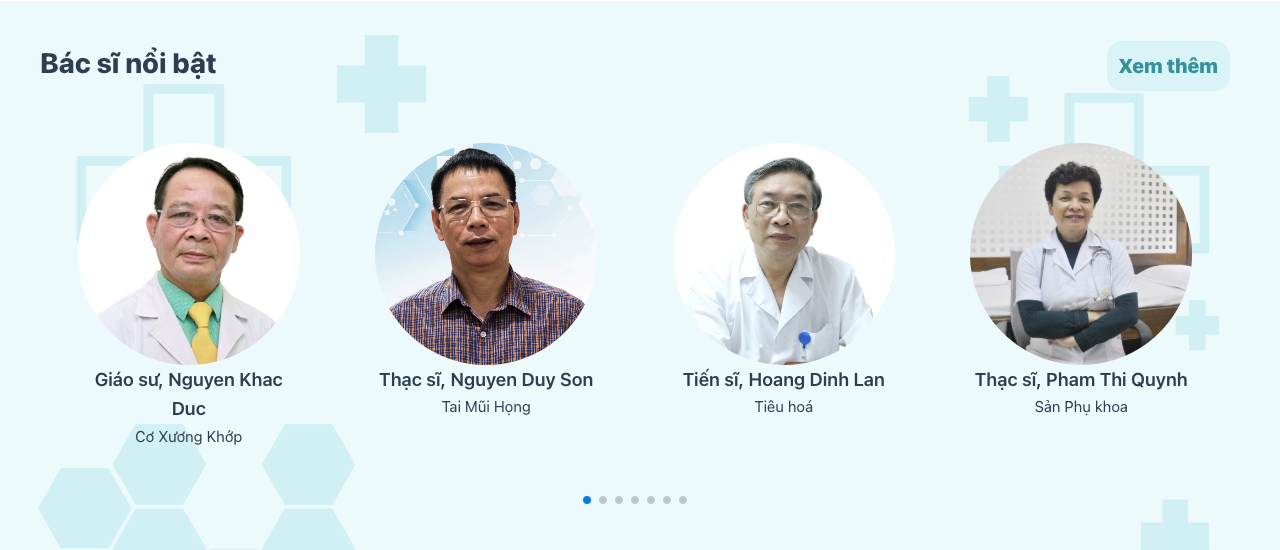 Bác sĩ nổi bật
Xem thêm
Giáo sư, Nguyen Khac
Duc
Cơ Xương Khớp
Thạc sĩ, Nguyen Duy Son
Tai Mũi Họng
Tiến sĩ, Hoang Dinh Lan
Tiêu hoá
Thạc sĩ, Pham Thi Quynh
Sản Phụ khoa